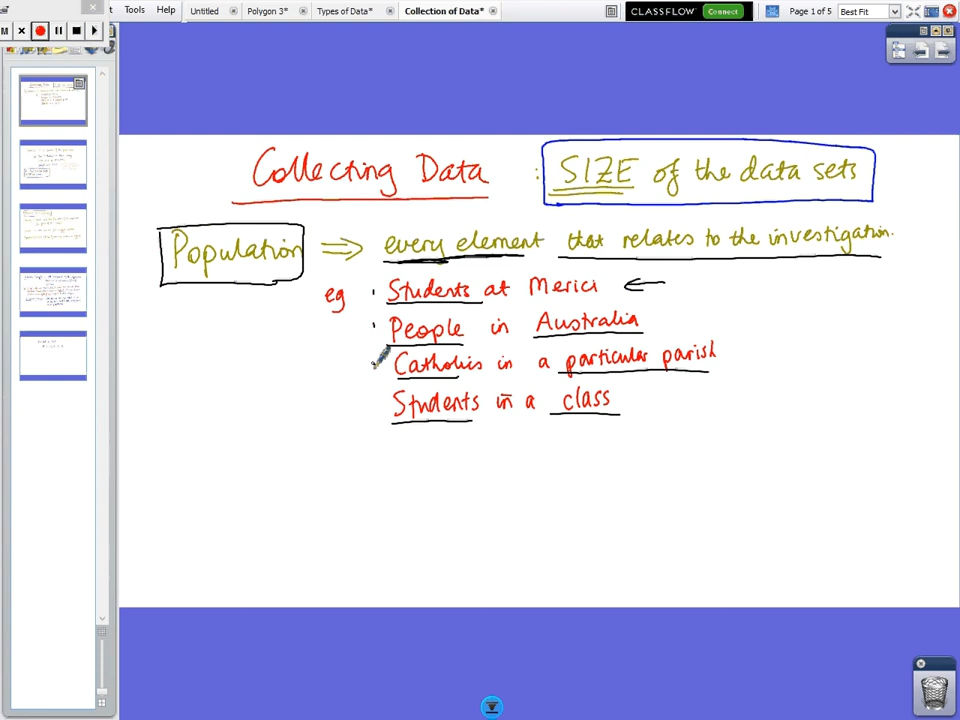 Tools Help Untitled Polygon 3* Types of Data* Collection of Data* CLASSFLOW Connect Page 1 of 5 Best Fit
M
Collecting Data : SIZE of the data sets
Population ⇒ every element that relates to the investigation.
eg · Students at Merici ←
· People in Australia
Catholics in a particular parish
Students in a class